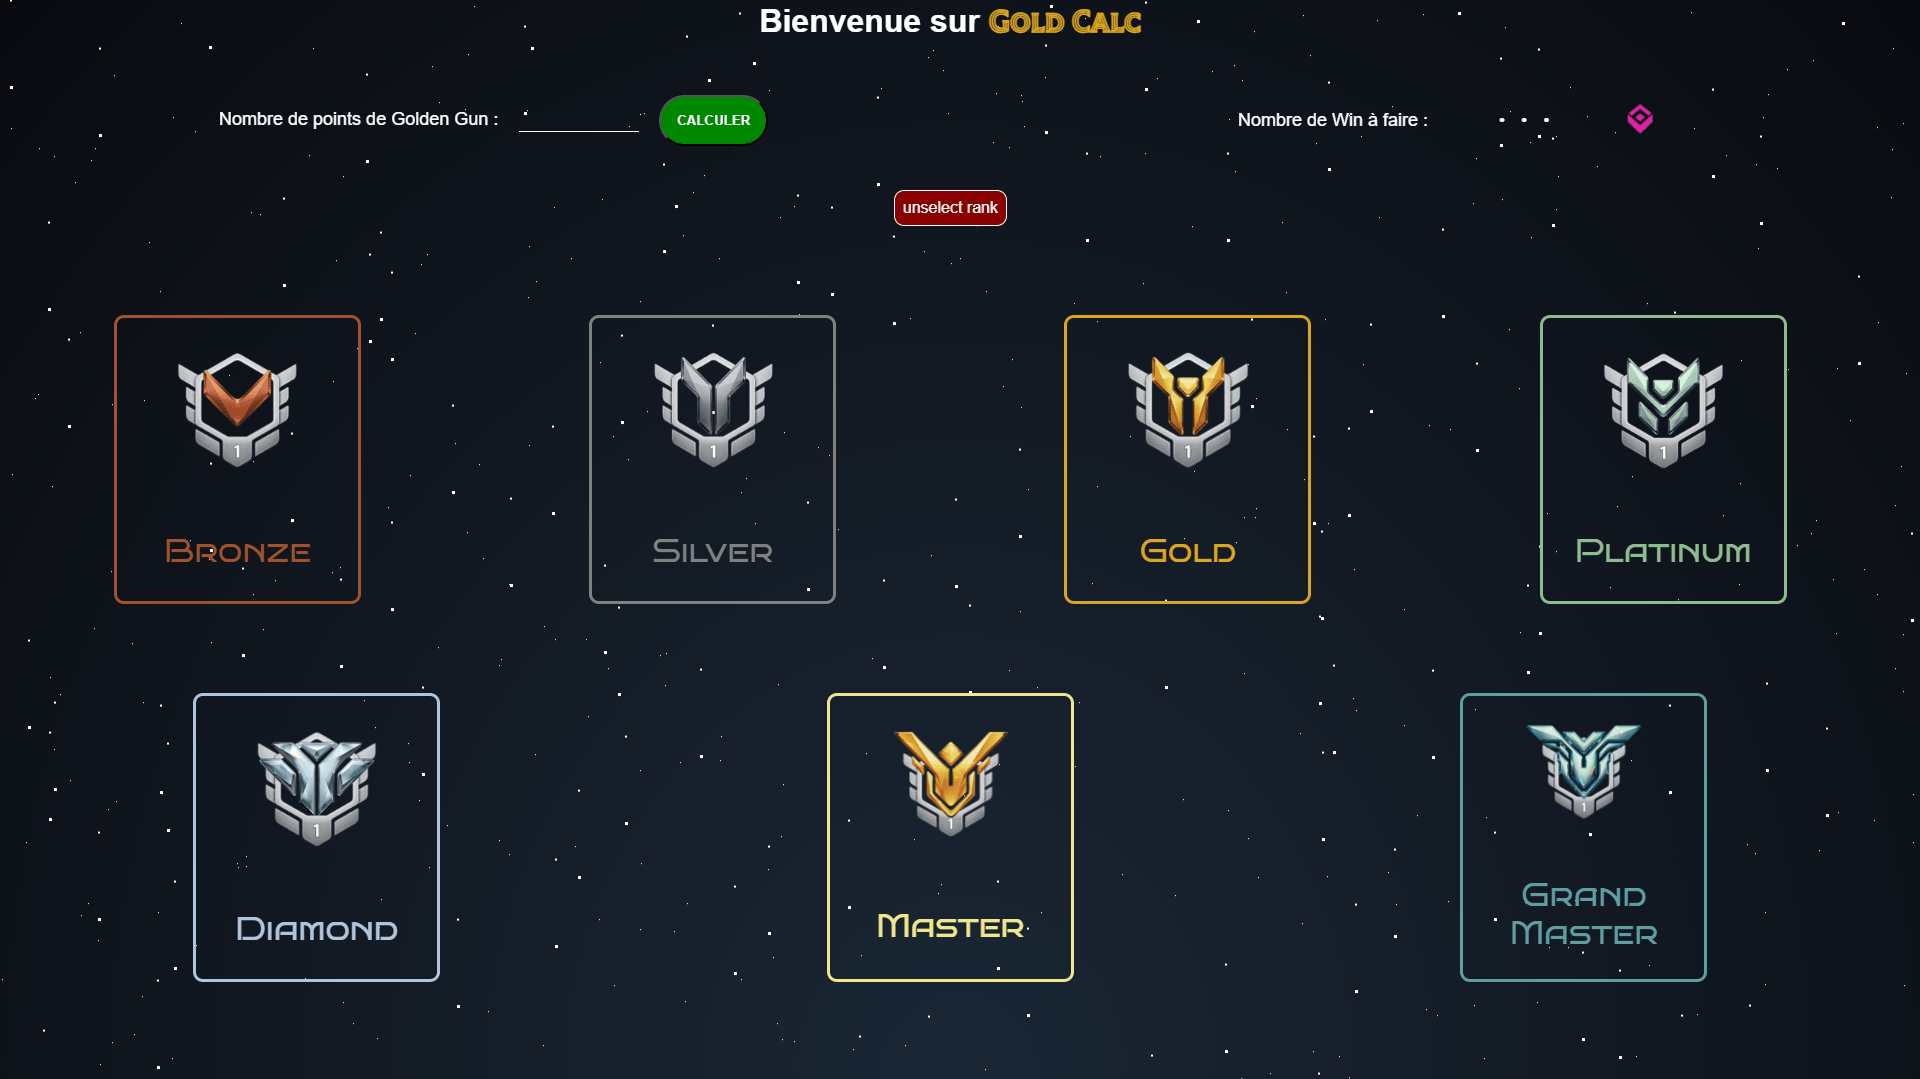 Bienvenue sur Gold Calc
Nombre de points de Golden Gun :
CALCULER
Nombre de Win à faire :
. . .
unselect rank
1
1
1
1
Bronze
Silver
Gold
Platinum
1
1
1
Diamond
Master
Grand
Master